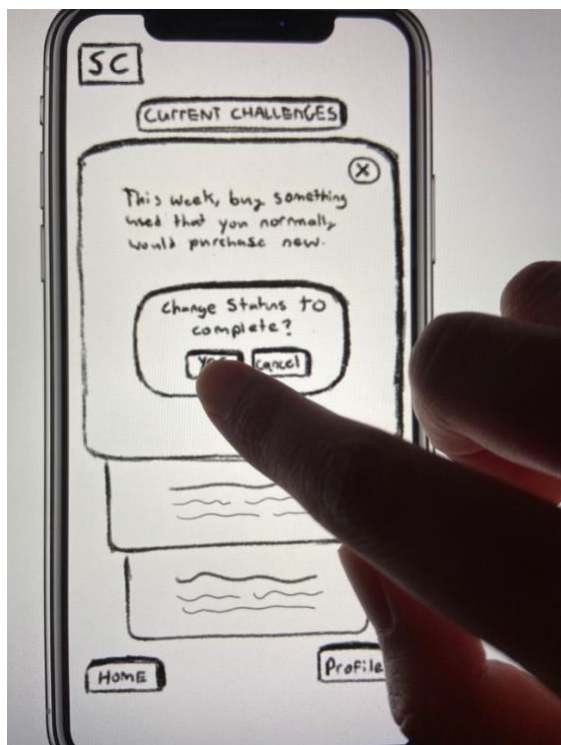 SC
CUrrENT CHALLENGES
X
This week, buy something
used that you normally
would purchase new.
Change Status to
complete?
Yes cancel
HOME Profile